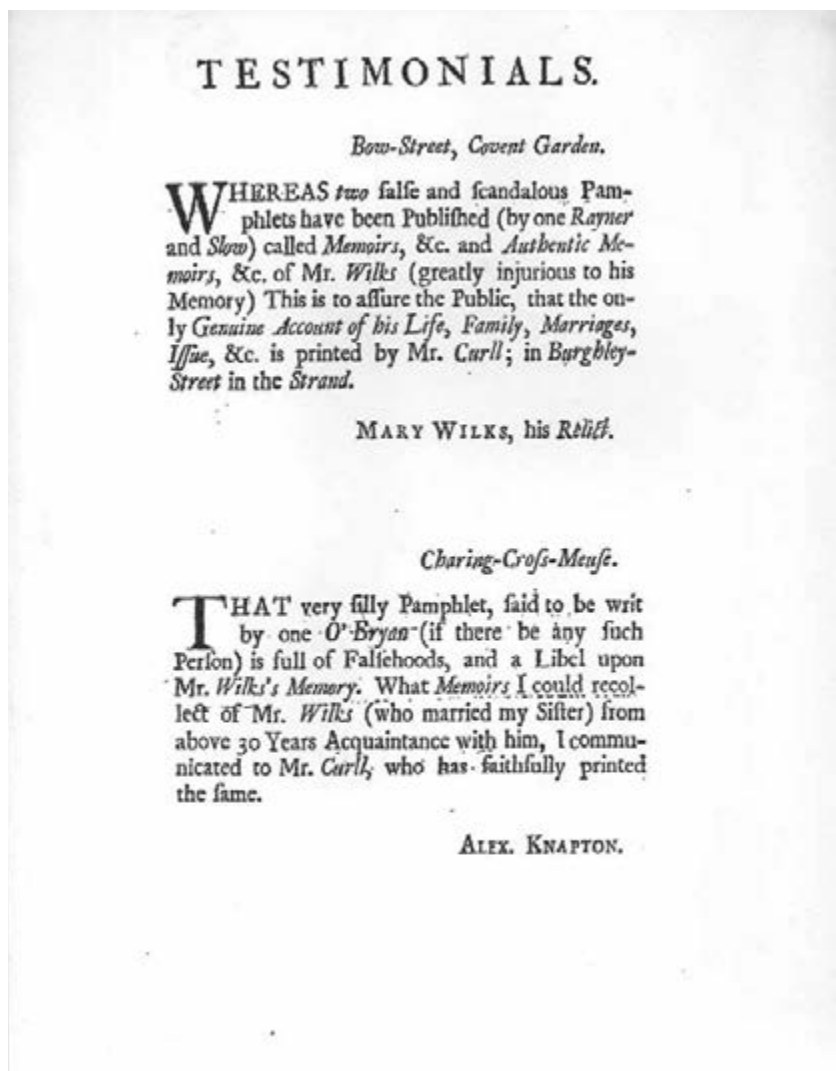 TESTIMONIALS.
Bow-Street, Covent Garden.
WHEREAS two falſe and ſcandalous Pam-
phlets have been Publiſhed (by one Rayner
and Slow) called Memoirs, &c. and Authentic Me-
moirs, &c. of Mr. Wilks (greatly injurious to his
Memory) This is to aſſure the Public, that the on-
ly Genuine Account of his Life, Family, Marriages,
Iſſue, &c. is printed by Mr. Curll; in Burghley-
Street in the Strand.
MARY WILKS, his Relict.
Charing-Croſs-Meuſe.
THAT very ſilly Pamphlet, ſaid to be writ
by one O'Bryan (if there be any ſuch
Perſon) is full of Falſehoods, and a Libel upon
Mr. Wilks's Memory. What Memoirs I could recol-
lect of Mr. Wilks (who married my Siſter) from
above 30 Years Acquaintance with him, I commu-
nicated to Mr. Curll, who has faithfully printed
the ſame.
ALEX. KNAPTON.